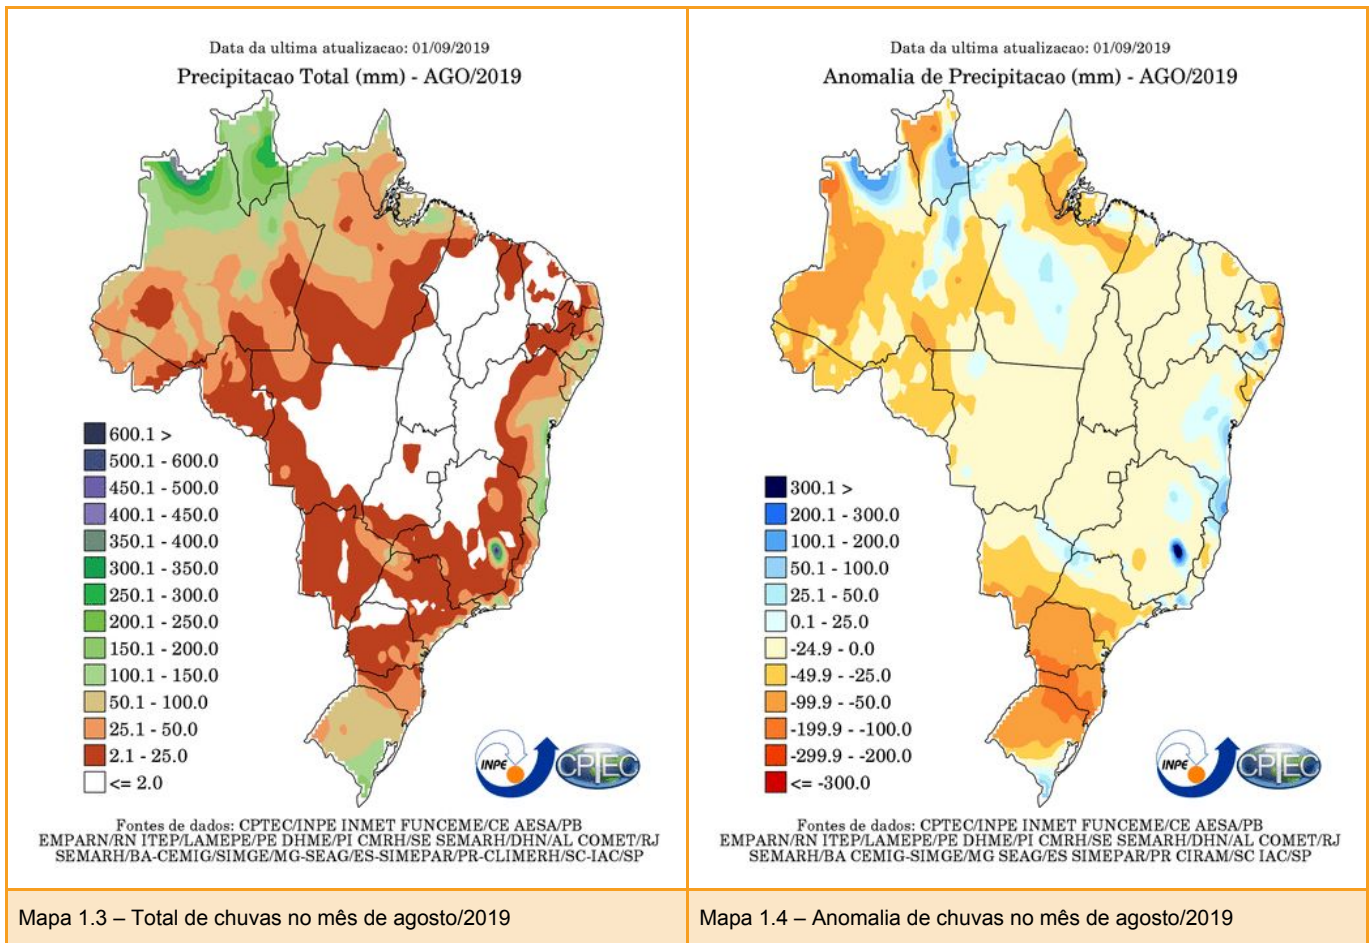 Data da ultima atualizacao: 01/09/2019
Precipitacao Total (mm) - AGO/2019
600.1 >
500.1 - 600.0
450.1 - 500.0
400.1 - 450.0
350.1 - 400.0
300.1 - 350.0
250.1 - 300.0
200.1 - 250.0
150.1 - 200.0
100.1 - 150.0
50.1 - 100.0
25.1 - 50.0
2.1 - 25.0
<= 2.0
INPE
CPTEC
Fontes de dados: CPTEC/INPE INMET FUNCEME/CE AESA/PB
EMPARN/RN ITEP/LAMEPE/PE DHME/PI CMRH/SE SEMARH/DHN/AL COMET/RJ
SEMARH/BA-CEMIG/SIMGE/MG-SEAG/ES-SIMEPAR/PR-CLIMERH/SC-IAC/SP
Mapa 1.3 – Total de chuvas no mês de agosto/2019
Data da ultima atualizacao: 01/09/2019
Anomalia de Precipitacao (mm) - AGO/2019
300.1 >
200.1 - 300.0
100.1 - 200.0
50.1 - 100.0
25.1 - 50.0
0.1 - 25.0
-24.9 - 0.0
-49.9 - -25.0
-99.9 - -50.0
-199.9 - -100.0
-299.9 - -200.0
<= -300.0
INPE
CPTEC
Fontes de dados: CPTEC/INPE INMET FUNCEME/CE AESA/PB
EMPARN/RN ITEP/LAMEPE/PE DHME/PI CMRH/SE SEMARH/DHN/AL COMET/RJ
SEMARH/BA CEMIG-SIMGE/MG SEAG/ES SIMEPAR/PR CIRAM/SC IAC/SP
Mapa 1.4 – Anomalia de chuvas no mês de agosto/2019